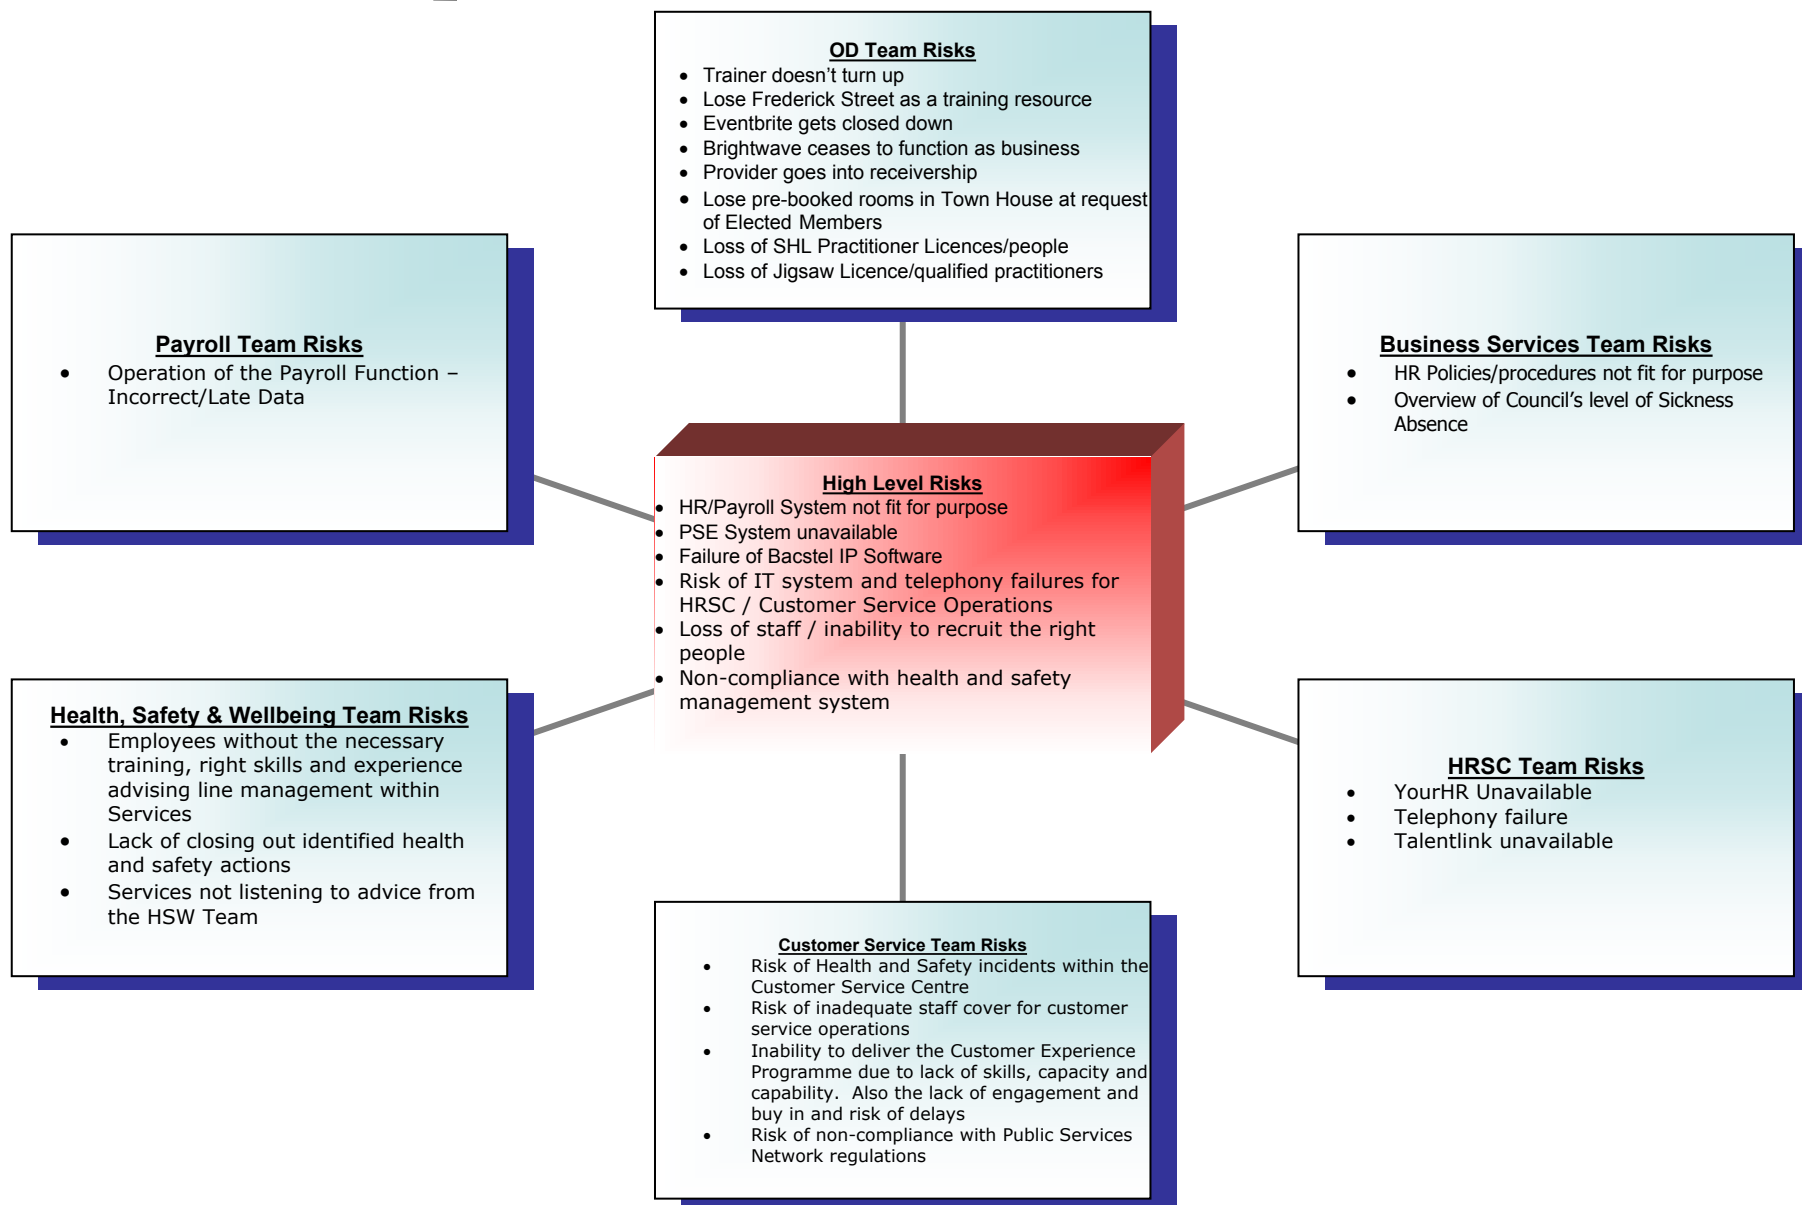 OD Team Risks
• Trainer doesn’t turn up
• Lose Frederick Street as a training resource
• Eventbrite gets closed down
• Brightwave ceases to function as business
• Provider goes into receivership
• Lose pre-booked rooms in Town House at request
of Elected Members
• Loss of SHL Practitioner Licences/people
• Loss of Jigsaw Licence/qualified practitioners
Payroll Team Risks
• Operation of the Payroll Function –
Incorrect/Late Data
Business Services Team Risks
• HR Policies/procedures not fit for purpose
• Overview of Council’s level of Sickness
Absence
High Level Risks
• HR/Payroll System not fit for purpose
• PSE System unavailable
• Failure of Bacstel IP Software
• Risk of IT system and telephony failures for
HRSC / Customer Service Operations
• Loss of staff / inability to recruit the right
people
• Non-compliance with health and safety
management system
Health, Safety & Wellbeing Team Risks
• Employees without the necessary
training, right skills and experience
advising line management within
Services
• Lack of closing out identified health
and safety actions
• Services not listening to advice from
the HSW Team
HRSC Team Risks
• YourHR Unavailable
• Telephony failure
• Talentlink unavailable
Customer Service Team Risks
• Risk of Health and Safety incidents within the
Customer Service Centre
• Risk of inadequate staff cover for customer
service operations
• Inability to deliver the Customer Experience
Programme due to lack of skills, capacity and
capability.  Also the lack of engagement and
buy in and risk of delays
• Risk of non-compliance with Public Services
Network regulations